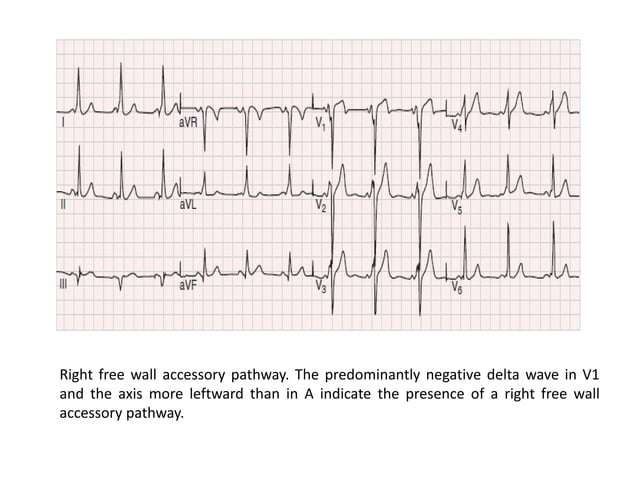 I aVR V1 V4
II aVL V2 V5
III aVF V3 V6
Right free wall accessory pathway. The predominantly negative delta wave in V1
and the axis more leftward than in A indicate the presence of a right free wall
accessory pathway.